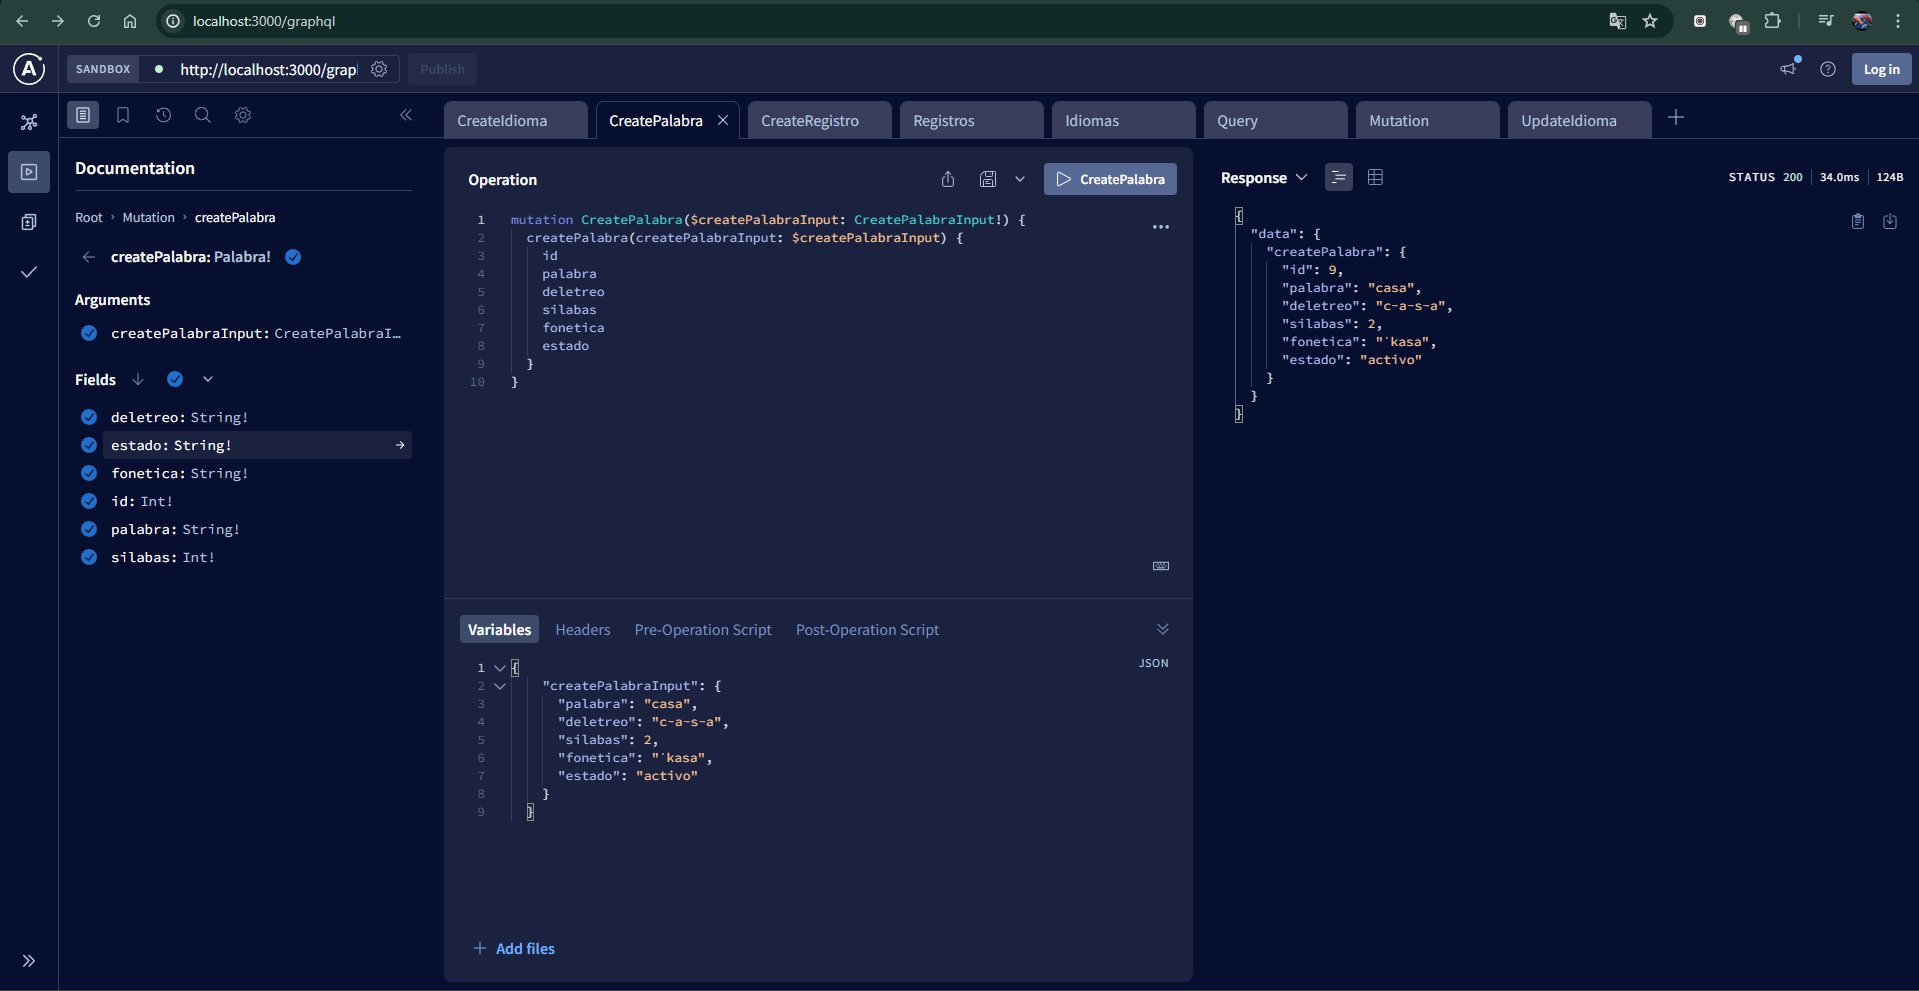 localhost:3000/graphql
SANDBOX
http://localhost:3000/grap
Publish
Log in
CreateIdioma
CreatePalabra
CreateRegistro
Registros
Idiomas
Query
Mutation
UpdateIdioma
Documentation
Root › Mutation › createPalabra
createPalabra: Palabra!
Arguments
createPalabraInput: CreatePalabraI…
Fields
deletreo: String!
estado: String!
fonetica: String!
id: Int!
palabra: String!
silabas: Int!
Operation
CreatePalabra
1 mutation CreatePalabra($createPalabraInput: CreatePalabraInput!) {
2 createPalabra(createPalabraInput: $createPalabraInput) {
3 id
4 palabra
5 deletreo
6 silabas
7 fonetica
8 estado
9 }
10 }
Variables Headers Pre-Operation Script Post-Operation Script
JSON
1 {
2 "createPalabraInput": {
3 "palabra": "casa",
4 "deletreo": "c-a-s-a",
5 "silabas": 2,
6 "fonetica": "ˈkasa",
7 "estado": "activo"
8 }
9 }
Add files
Response
STATUS 200 34.0ms 124B
{
"data": {
"createPalabra": {
"id": 9,
"palabra": "casa",
"deletreo": "c-a-s-a",
"silabas": 2,
"fonetica": "ˈkasa",
"estado": "activo"
}
}
}